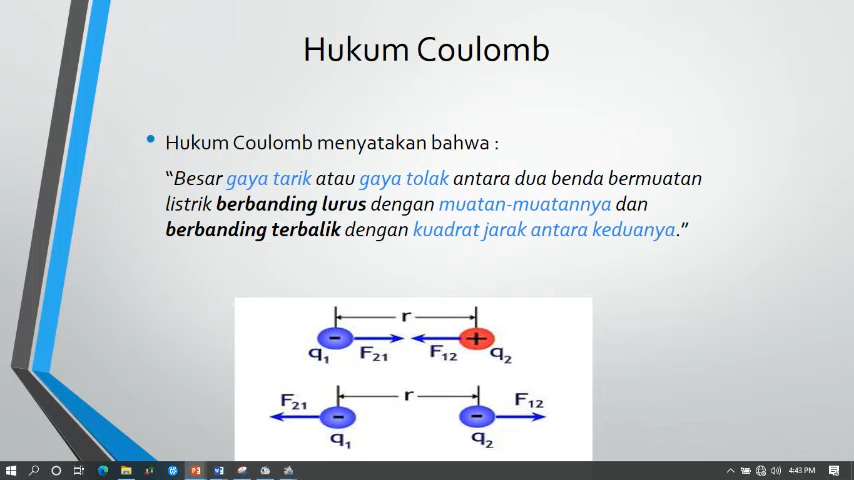 Hukum Coulomb
• Hukum Coulomb menyatakan bahwa :
“Besar gaya tarik atau gaya tolak antara dua benda bermuatan
listrik berbanding lurus dengan muatan-muatannya dan
berbanding terbalik dengan kuadrat jarak antara keduanya.”
r
- +
q1 F21 F12 q2
F21 r F12
- -
q1 q2
4:43 PM